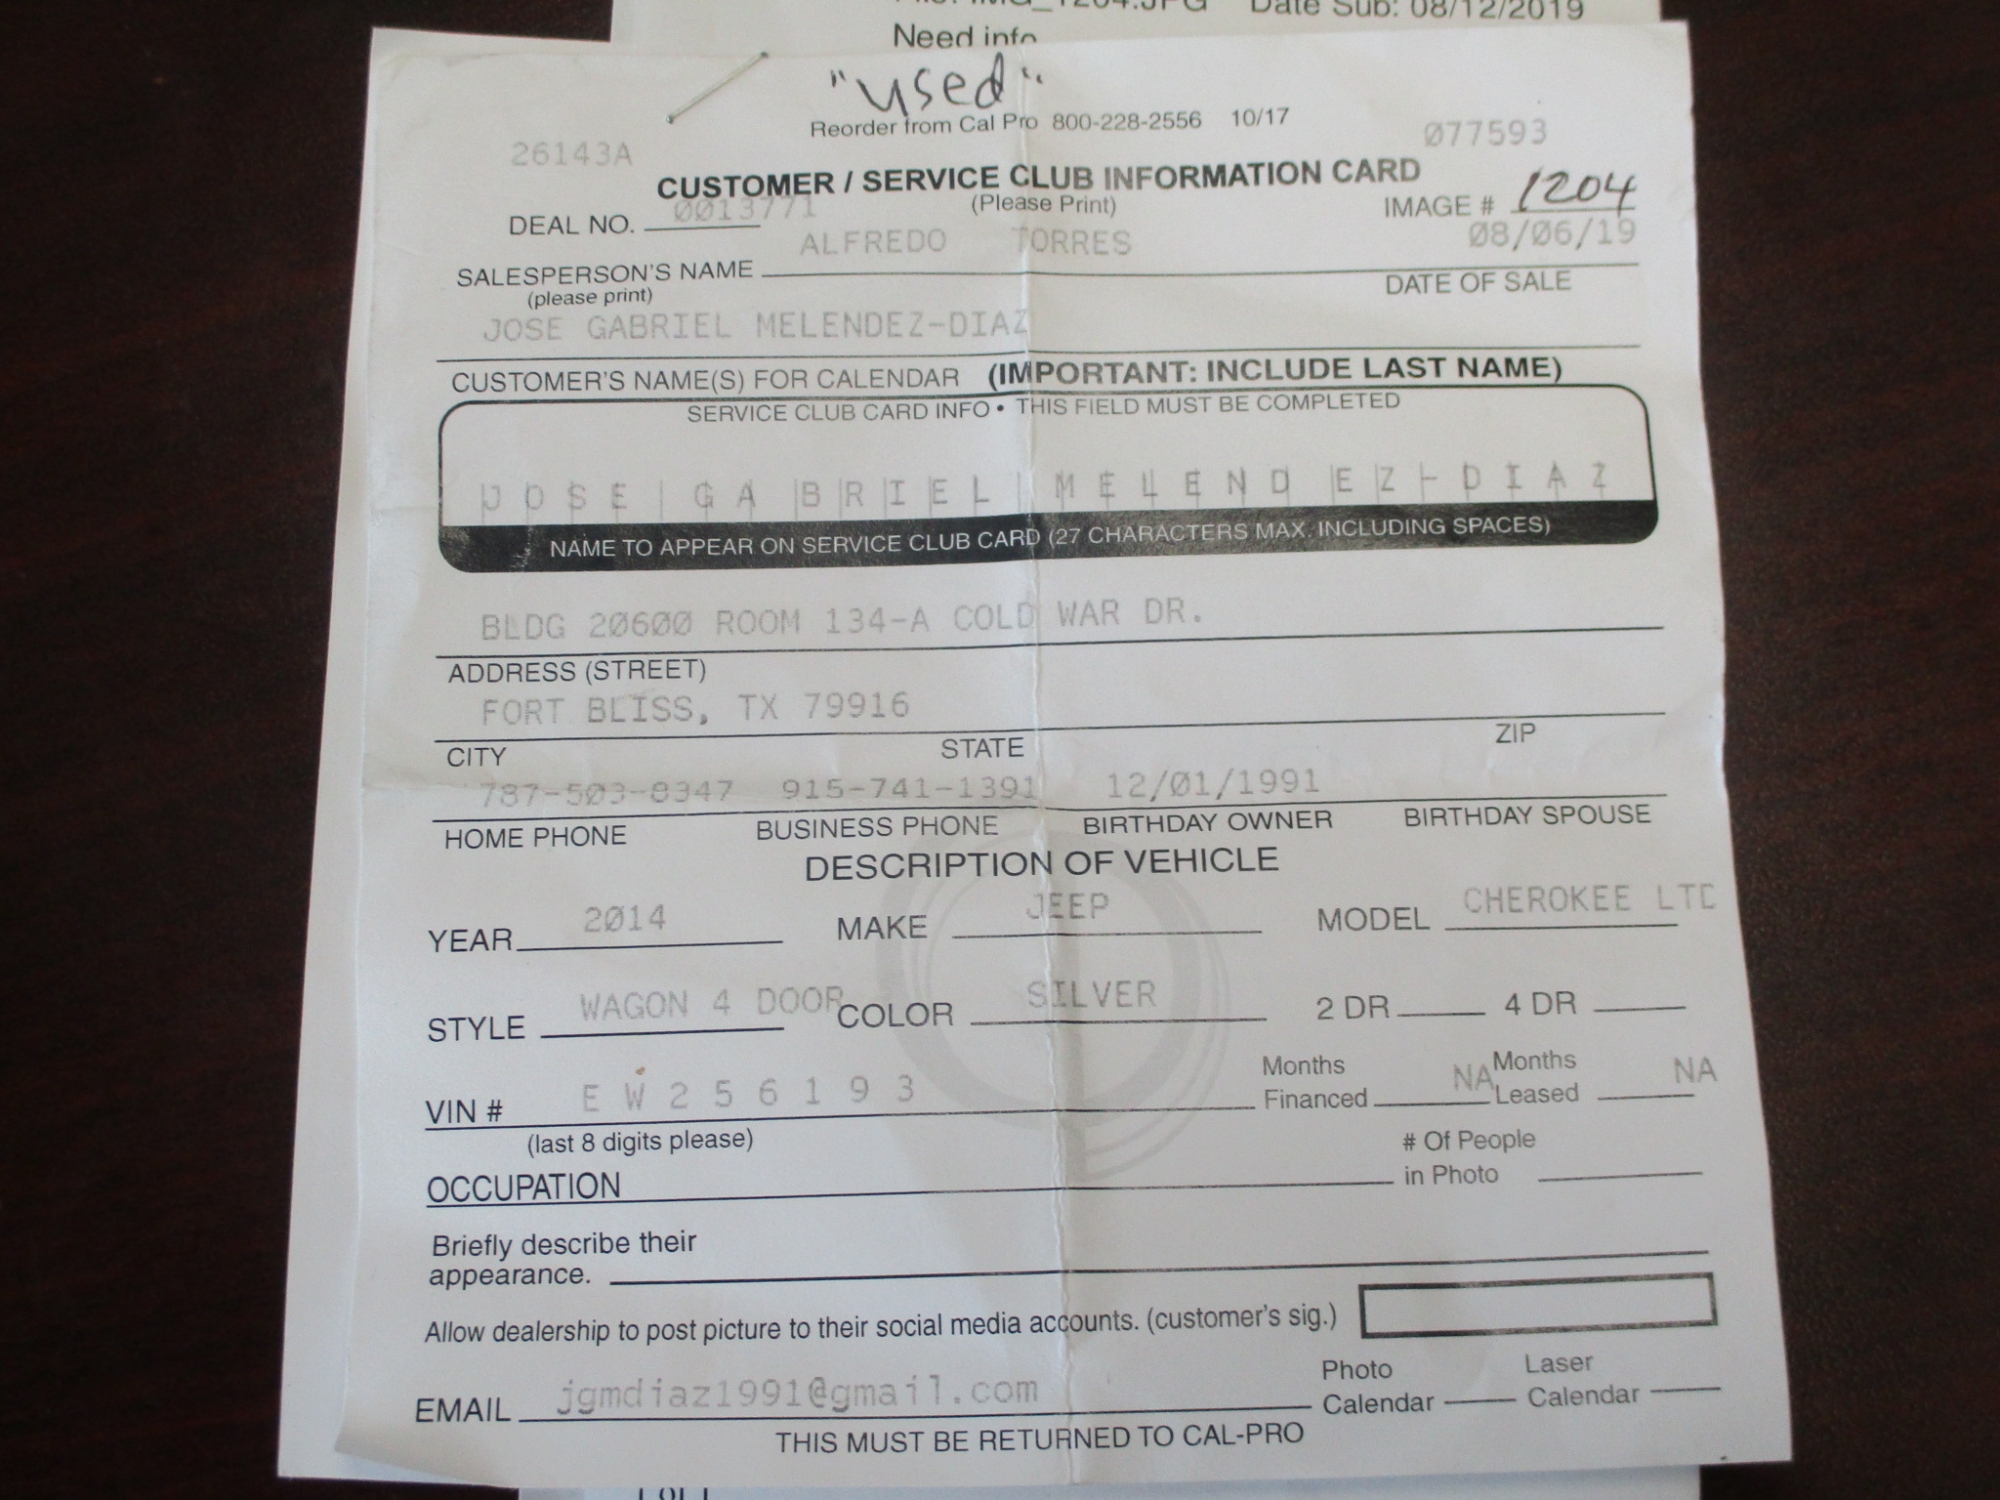 Date Sub: 08/12/2019
Need info
"used"
Reorder from Cal Pro 800-228-2556 10/17
26143A 077593
CUSTOMER / SERVICE CLUB INFORMATION CARD
(Please Print)
DEAL NO. 0013771 IMAGE # 1204
ALFREDO TORRES 08/06/19
SALESPERSON'S NAME DATE OF SALE
(please print)
JOSE GABRIEL MELENDEZ-DIAZ
CUSTOMER'S NAME(S) FOR CALENDAR (IMPORTANT: INCLUDE LAST NAME)
SERVICE CLUB CARD INFO • THIS FIELD MUST BE COMPLETED
JOSE GABRIEL MELENDEZ-DIAZ
NAME TO APPEAR ON SERVICE CLUB CARD (27 CHARACTERS MAX. INCLUDING SPACES)
BLDG 20600 ROOM 134-A COLD WAR DR.
ADDRESS (STREET)
FORT BLISS, TX 79916
CITY STATE ZIP
787-503-8347 915-741-1391 12/01/1991
HOME PHONE BUSINESS PHONE BIRTHDAY OWNER BIRTHDAY SPOUSE
DESCRIPTION OF VEHICLE
YEAR 2014 MAKE JEEP MODEL CHEROKEE LTD
STYLE WAGON 4 DOOR COLOR SILVER 2 DR 4 DR
VIN # EW256193 Months Financed NA Months Leased NA
(last 8 digits please) # Of People
OCCUPATION in Photo
Briefly describe their
appearance.
Allow dealership to post picture to their social media accounts. (customer's sig.)
EMAIL jgmdiaz1991@gmail.com Photo Calendar Laser Calendar
THIS MUST BE RETURNED TO CAL-PRO